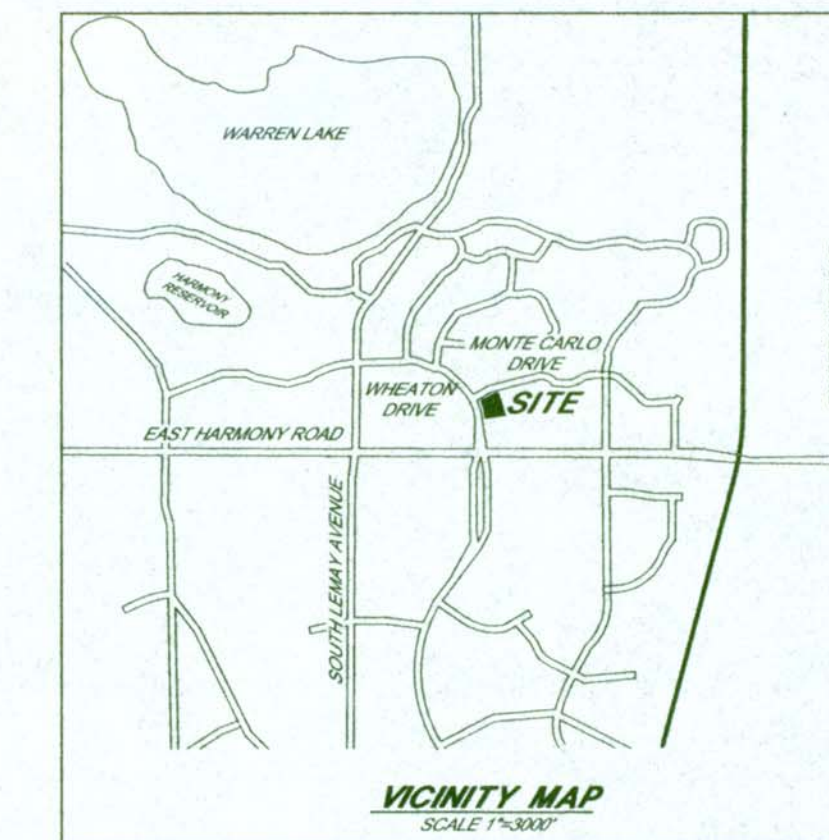 WARREN LAKE
HARMONY
RESERVOIR
MONTE CARLO
DRIVE
WHEATON
DRIVE
SITE
EAST HARMONY ROAD
SOUTH LEMAY AVENUE
VICINITY MAP
SCALE 1"=3000'